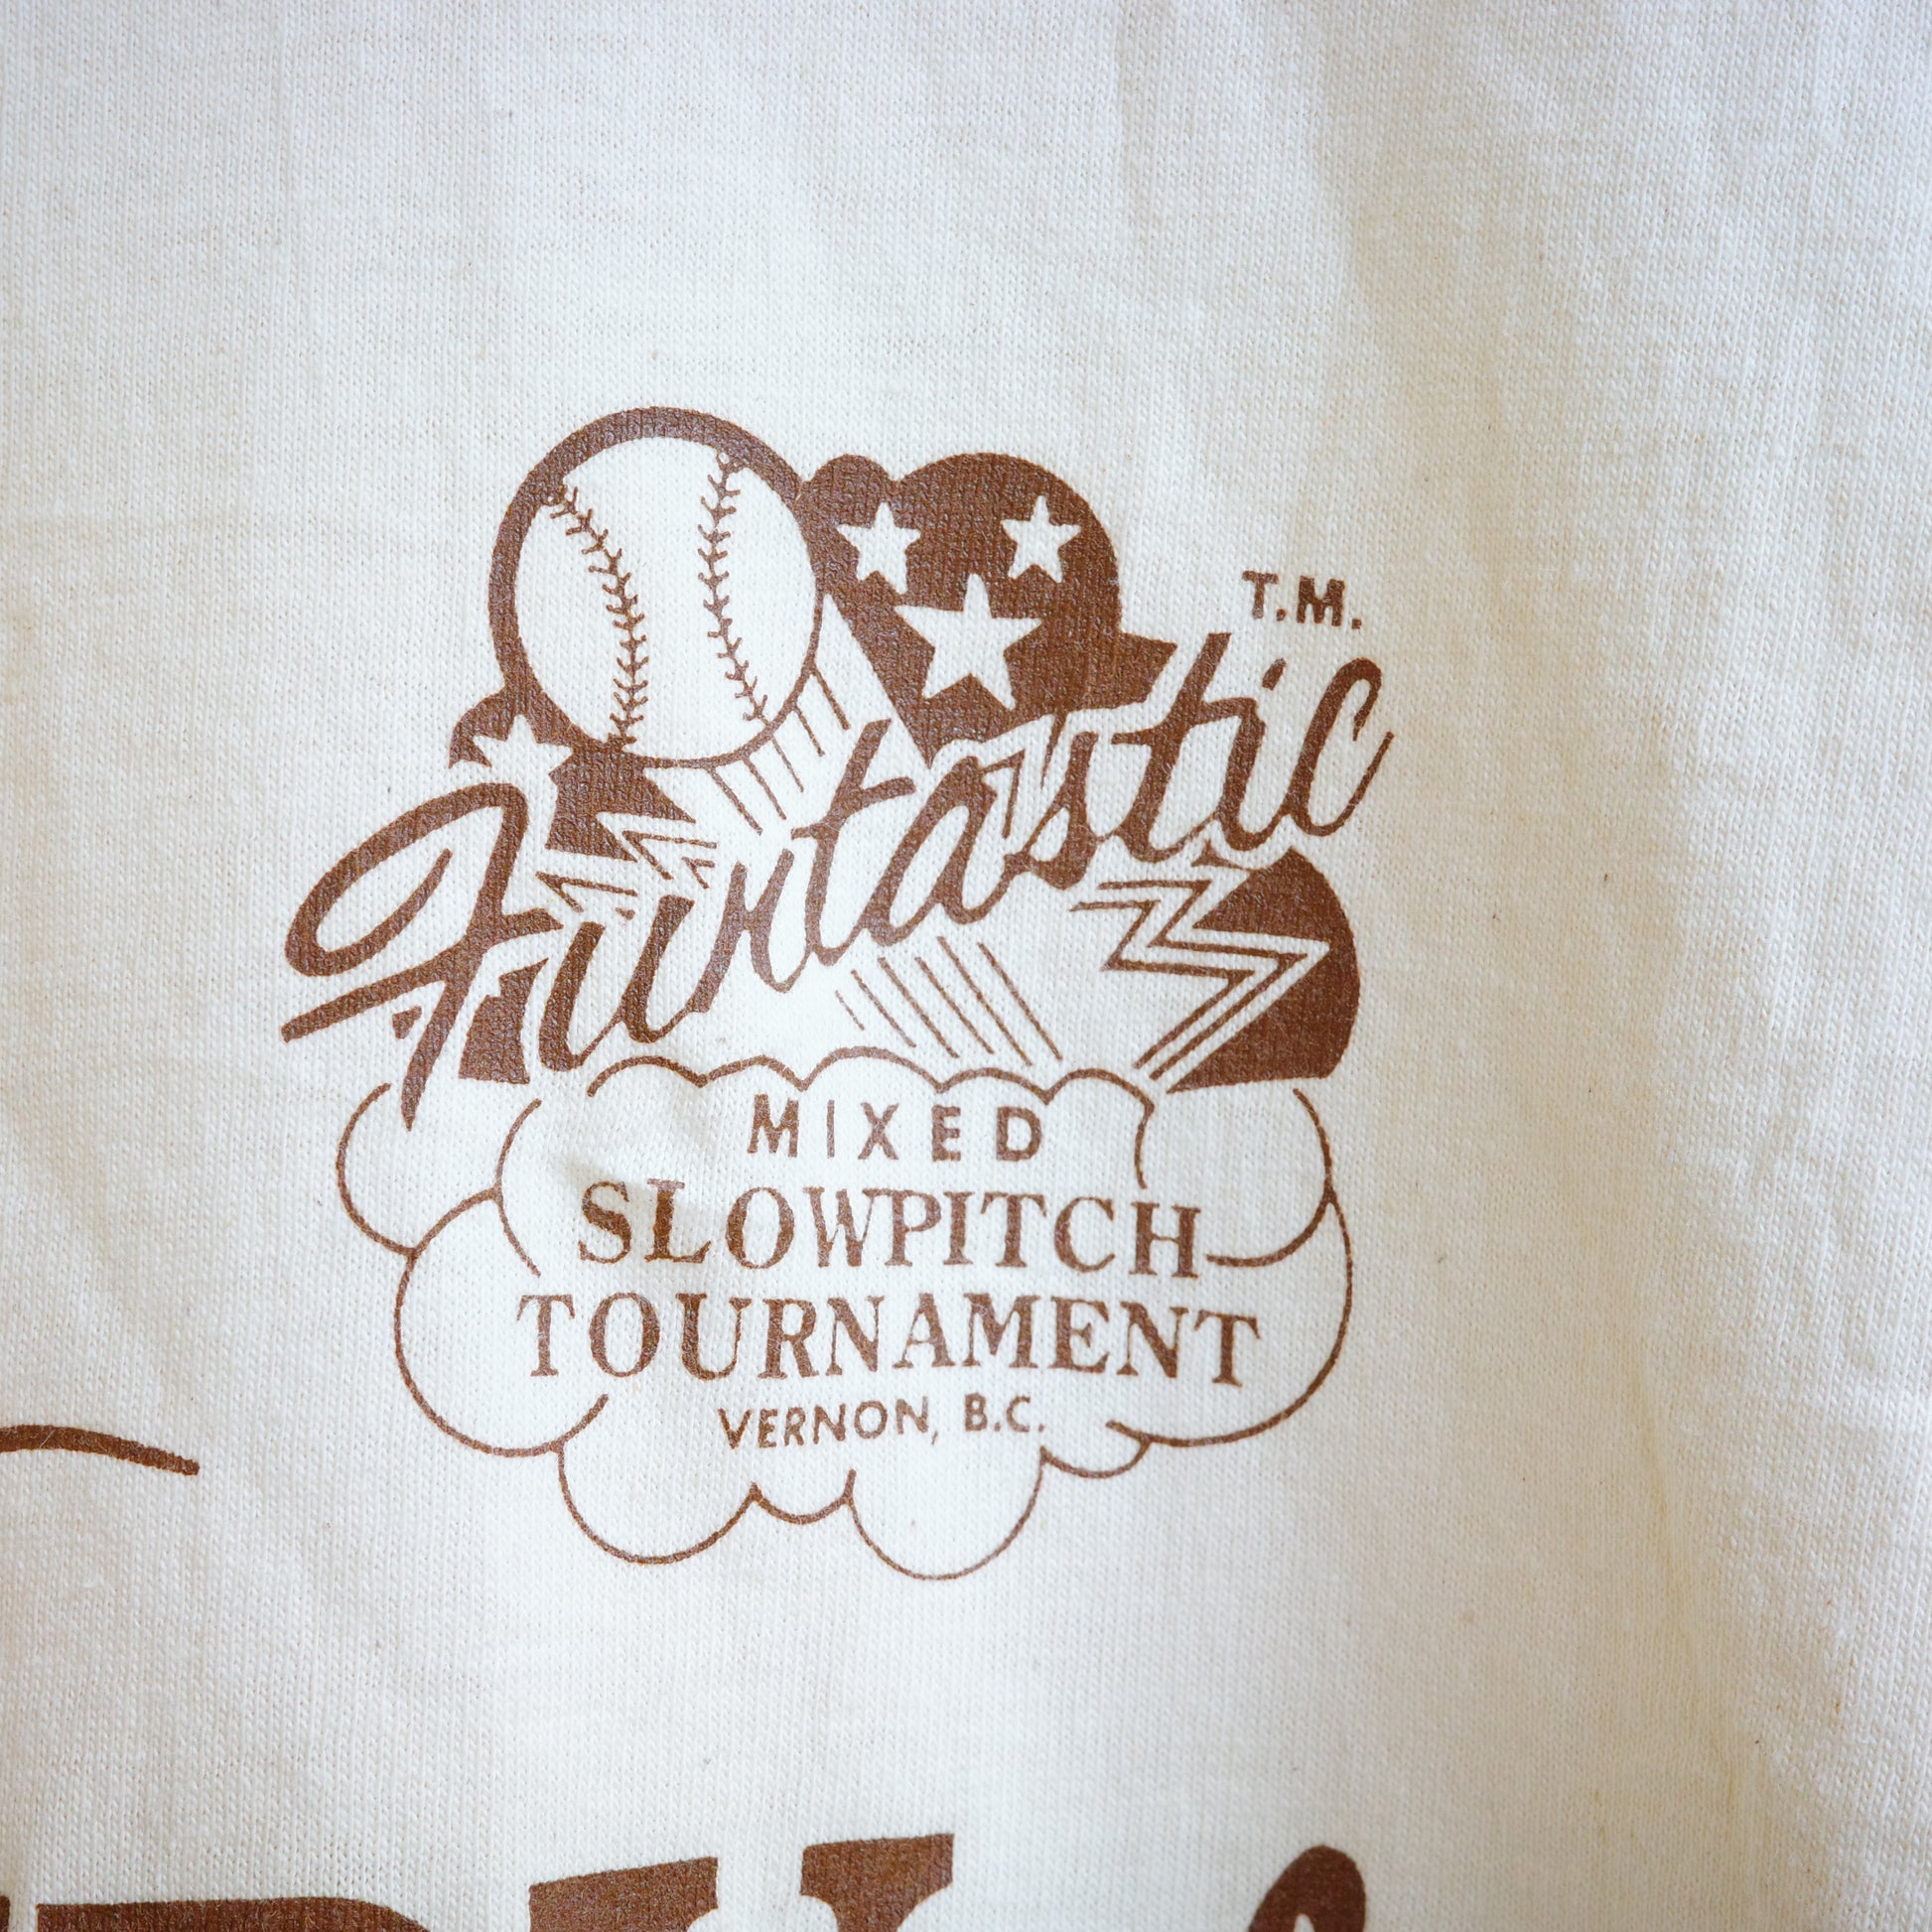 T.M.
Funtastic
MIXED
SLOWPITCH
TOURNAMENT
VERNON, B.C.